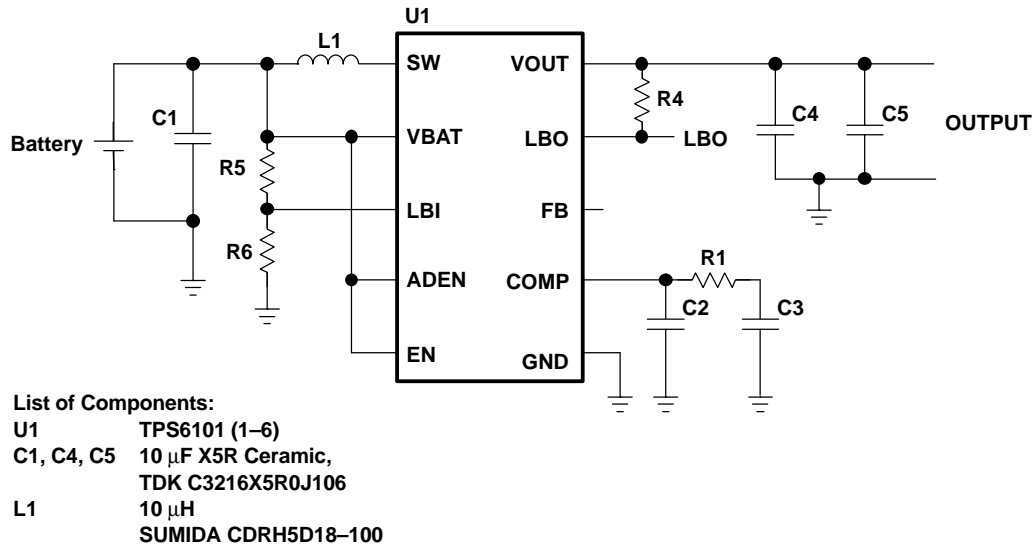 U1
L1
SW
VOUT
R4
C1
C4
C5
OUTPUT
Battery
VBAT
LBO
LBO
R5
LBI
FB
R6
R1
ADEN
COMP
C2
C3
EN
GND
List of Components:
U1 TPS6101 (1–6)
C1, C4, C5 10 μF X5R Ceramic,
TDK C3216X5R0J106
L1 10 μH
SUMIDA CDRH5D18–100